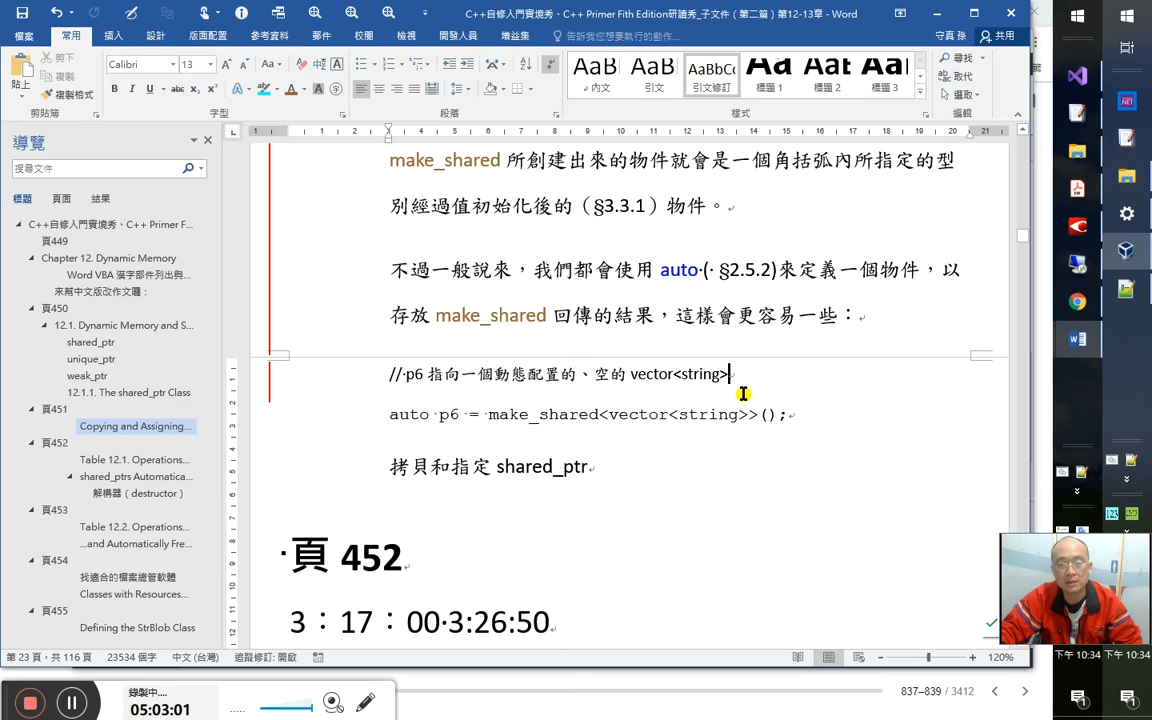 C++自修入門實境秀、C++ Primer Fith Edition研讀秀_子文件（第二篇）第12-13章 - Word
檔案 常用 插入 設計 版面配置 參考資料 郵件 校閱 檢視 開發人員 增益集 告訴我您想要執行的動作... 守真 孫 共用
貼上 剪下 複製 複製格式 剪貼簿
Calibri 13 字型
段落
AaB AaB AaBbCc Aa Aab Aab
內文 引文 引文修訂 標題 1 標題 2 標題 3
樣式
尋找 取代 選取 編輯
導覽
搜尋文件
標題 頁面 結果
C++自修入門實境秀、C++ Primer F...
頁449
Chapter 12. Dynamic Memory
Word VBA 漢字部件列出與...
來幫中文版改作文囉：
頁450
12.1. Dynamic Memory and S...
shared_ptr
unique_ptr
weak_ptr
12.1.1. The shared_ptr Class
頁451
Copying and Assigning...
頁452
Table 12.1. Operations...
shared_ptrs Automatica...
解構器（destructor）
頁453
Table 12.2. Operations...
...and Automatically Fre...
頁454
找適合的檔案總管軟體
Classes with Resources...
頁455
Defining the StrBlob Class
make_shared 所創建出來的物件就會是一個角括弧內所指定的型
別經過值初始化後的（§3.3.1）物件。
不過一般說來，我們都會使用 auto (· §2.5.2)來定義一個物件，以
存放 make_shared 回傳的結果，這樣會更容易一些：
// p6 指向一個動態配置的、空的 vector<string>
auto p6 = make_shared<vector<string>>();
拷貝和指定 shared_ptr
頁 452
3：17：00·3:26:50
第 23 頁，共 116 頁 23534 個字 中文 (台灣) 追蹤修訂: 開啟 120%
錄製中....
05:03:01
837–839 / 3412
下午 10:34 下午 10:34